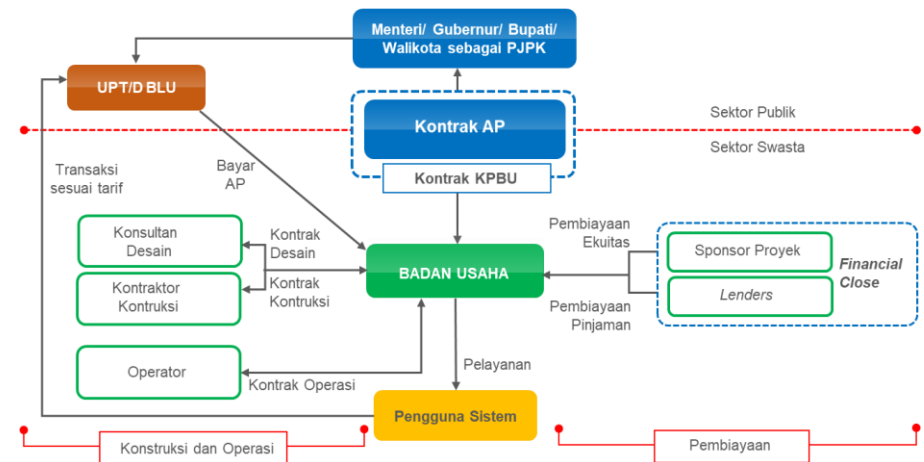 Menteri/ Gubernur/ Bupati/
Walikota sebagai PJPK
UPT/D BLU
Kontrak AP
Sektor Publik
Sektor Swasta
Transaksi
sesuai tarif
Bayar
AP
Kontrak KPBU
Konsultan
Desain
Kontrak
Desain
Kontraktor
Kontruksi
Kontrak
Kontruksi
BADAN USAHA
Pembiayaan
Ekuitas
Pembiayaan
Pinjaman
Sponsor Proyek
Lenders
Financial
Close
Operator
Kontrak Operasi
Pelayanan
Pengguna Sistem
Konstruksi dan Operasi
Pembiayaan